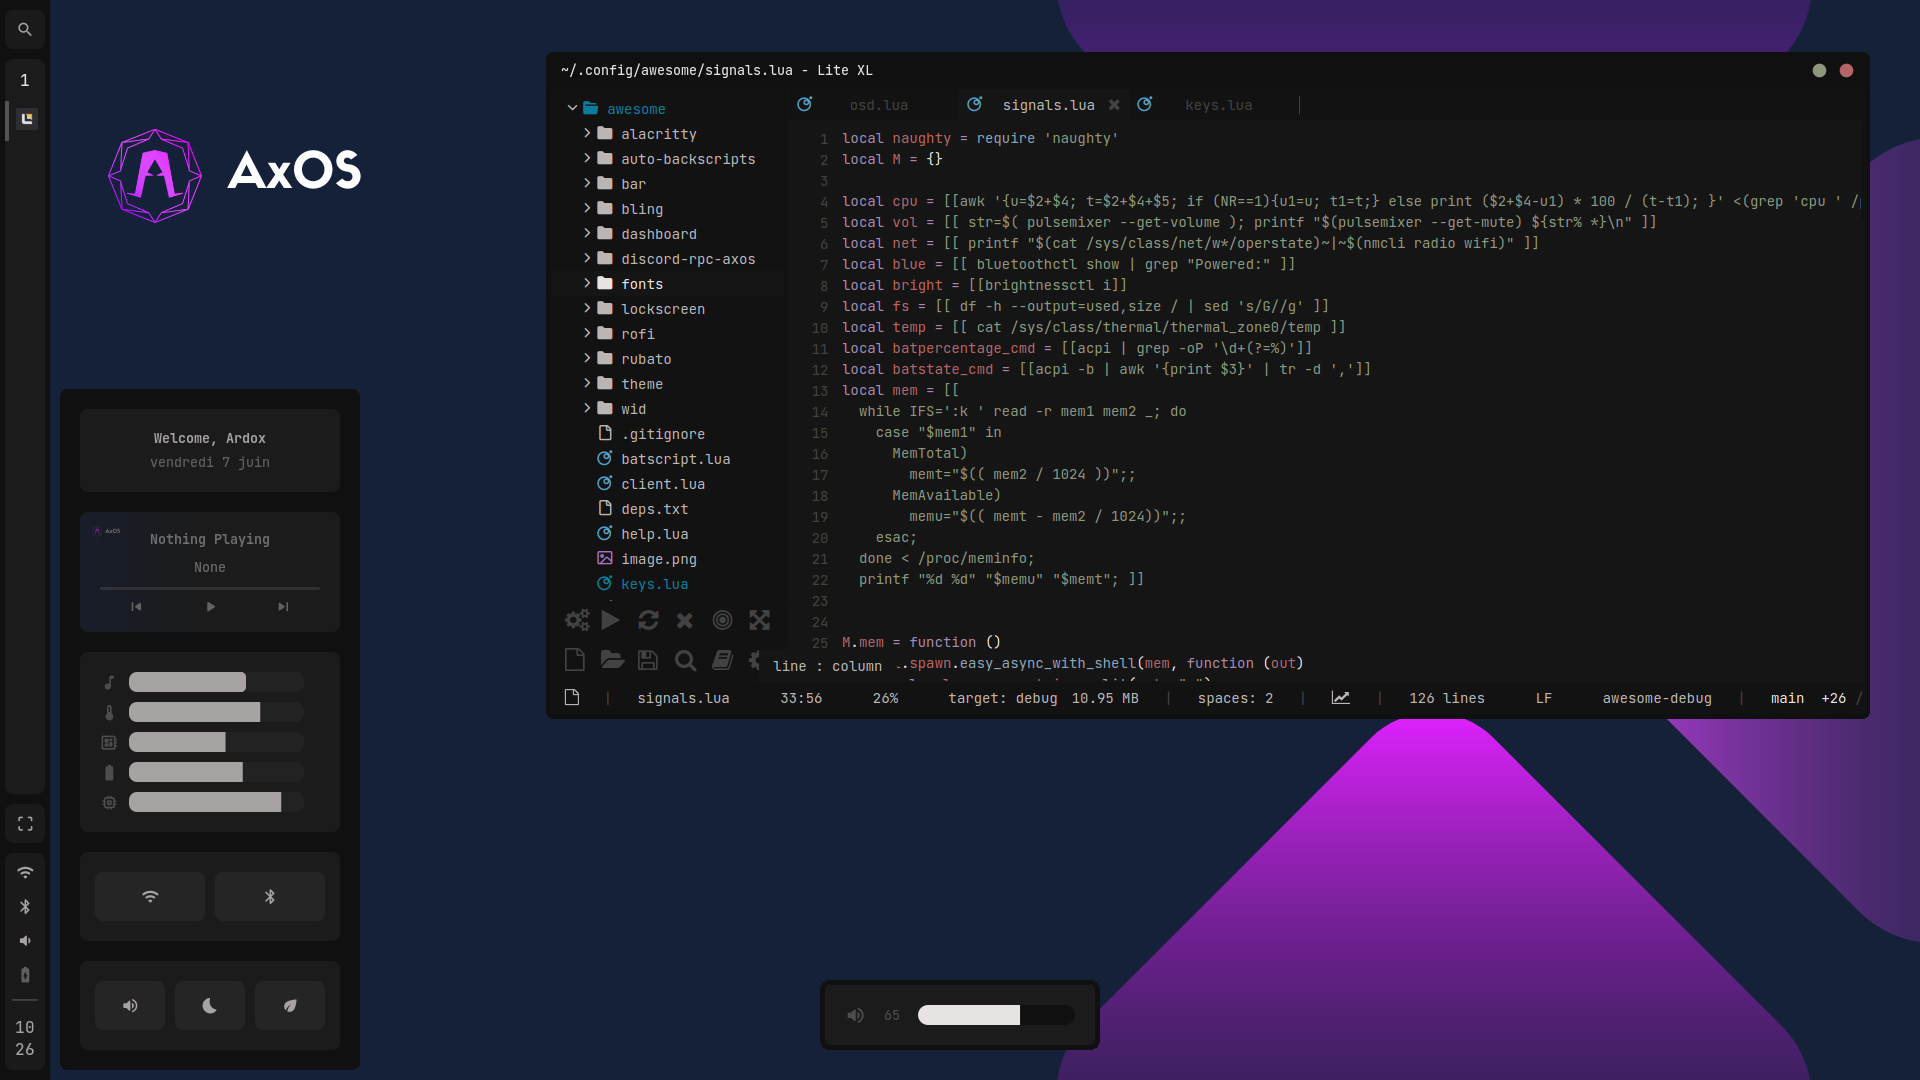 1
AxOS
Welcome, Ardox
vendredi 7 juin
AxOS
Nothing Playing
None
10
26
~/.config/awesome/signals.lua - Lite XL
awesome
alacritty
auto-backscripts
bar
bling
dashboard
discord-rpc-axos
fonts
lockscreen
rofi
rubato
theme
wid
.gitignore
batscript.lua
client.lua
deps.txt
help.lua
image.png
keys.lua
osd.lua
signals.lua
keys.lua
1 local naughty = require 'naughty'
2 local M = {}
3
4 local cpu = [[awk '{u=$2+$4; t=$2+$4+$5; if (NR==1){u1=u; t1=t;} else print ($2+$4-u1) * 100 / (t-t1); }' <(grep 'cpu ' /
5 local vol = [[ str=$( pulsemixer --get-volume ); printf "$(pulsemixer --get-mute) ${str% *}\n" ]]
6 local net = [[ printf "$(cat /sys/class/net/w*/operstate)~|~$(nmcli radio wifi)" ]]
7 local blue = [[ bluetoothctl show | grep "Powered:" ]]
8 local bright = [[brightnessctl i]]
9 local fs = [[ df -h --output=used,size / | sed 's/G//g' ]]
10 local temp = [[ cat /sys/class/thermal/thermal_zone0/temp ]]
11 local batpercentage_cmd = [[acpi | grep -oP '\d+(?=%)']]
12 local batstate_cmd = [[acpi -b | awk '{print $3}' | tr -d ',']]
13 local mem = [[
14 while IFS=':k ' read -r mem1 mem2 _; do
15 case "$mem1" in
16 MemTotal)
17 memt="$(( mem2 / 1024 ))";;
18 MemAvailable)
19 memu="$(( memt - mem2 / 1024))";;
20 esac;
21 done < /proc/meminfo;
22 printf "%d %d" "$memu" "$memt"; ]]
23
24
25 M.mem = function ()
line : column .spawn.easy_async_with_shell(mem, function (out)
signals.lua 33:56 26% target: debug 10.95 MB spaces: 2 126 lines LF awesome-debug main +26 /
65